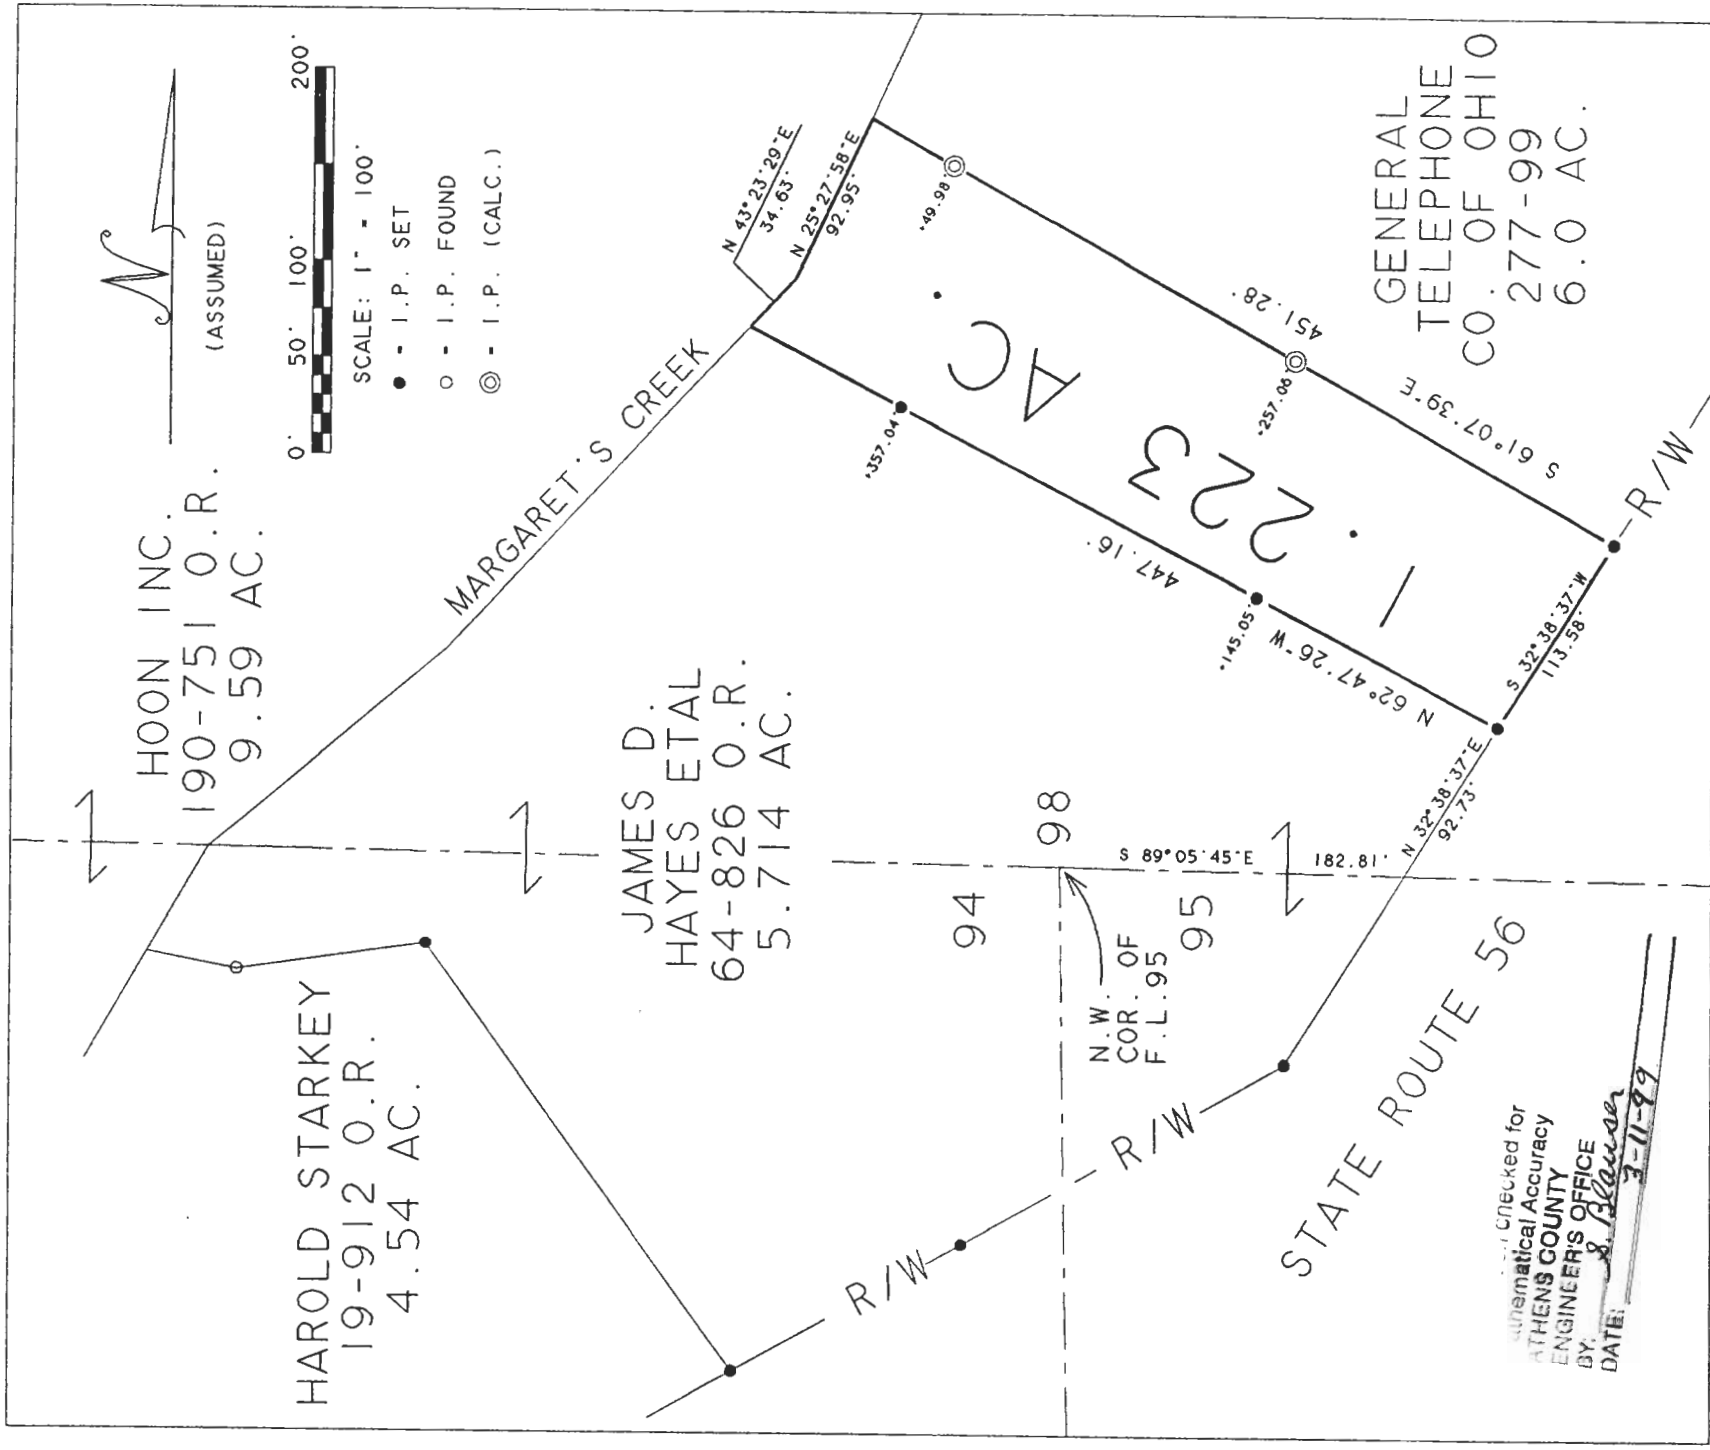 N
(ASSUMED)
0' 50' 100' 200'
SCALE: 1" - 100'
● - I.P. SET
○ - I.P. FOUND
◎ - I.P. (CALC.)
HOON INC.
190-751 O.R.
9.59 AC.
MARGARET'S CREEK
N 43°23'29"E
34.63'
N 25°27'58"E
92.95'
+49.98'
451.28'
+257.06'
S 61°07'39"E
GENERAL
TELEPHONE
CO. OF OHIO
277-99
6.0 AC.
1.223 AC.
+357.04'
447.16'
+145.05'
N 62°47'26"W
S 32°38'37"W
113.58'
R/W
JAMES D.
HAYES ETAL
64-826 O.R.
5.714 AC.
HAROLD STARKEY
19-912 O.R.
4.54 AC.
94
98
95
S 89°05'45"E 182.81'
N 32°38'37"E
92.73'
N.W.
COR. OF
F.L.95
R/W
R/W
STATE ROUTE 56
checked for
Accuracy
ATHENS COUNTY
ENGINEER'S OFFICE
BY: S. Blauser
DATE: 3-11-99